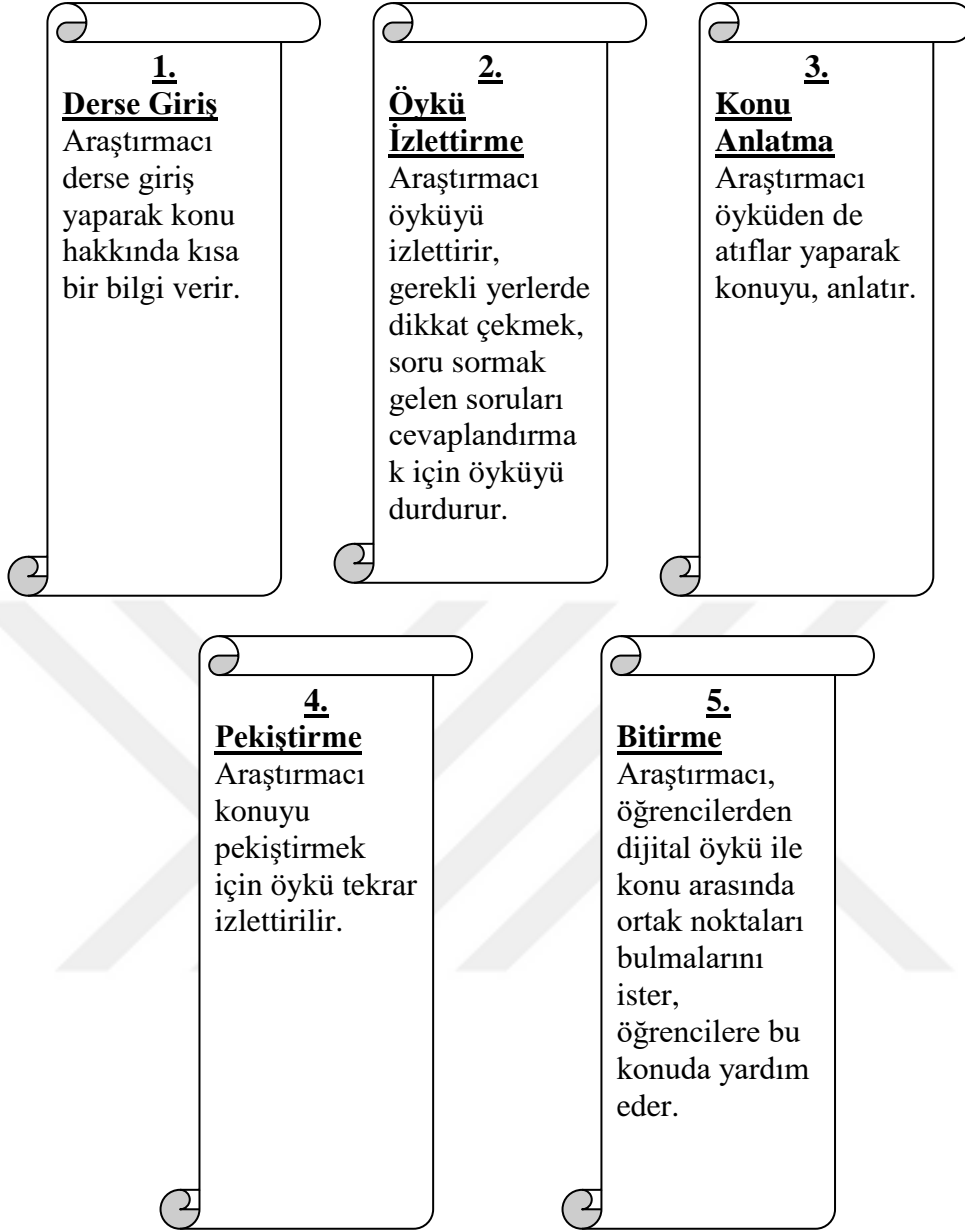 1.
Derse Giriş
Araştırmacı
derse giriş
yaparak konu
hakkında kısa
bir bilgi verir.
2.
Öykü
İzlettirme
Araştırmacı
öyküyü
izlettirir,
gerekli yerlerde
dikkat çekmek,
soru sormak
gelen soruları
cevaplandırma
k için öyküyü
durdurur.
3.
Konu
Anlatma
Araştırmacı
öyküden de
atıflar yaparak
konuyu, anlatır.
4.
Pekiştirme
Araştırmacı
konuyu
pekiştirmek
için öykü tekrar
izlettirilir.
5.
Bitirme
Araştırmacı,
öğrencilerden
dijital öykü ile
konu arasında
ortak noktaları
bulmalarını
ister,
öğrencilere bu
konuda yardım
eder.